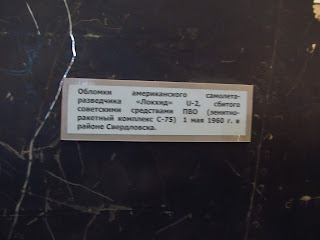 Обломки американского самолета-
разведчика «Локхид» U-2, сбитого
советскими средствами ПВО (зенитно-
ракетный комплекс С-75) 1 мая 1960 г. в
районе Свердловска.